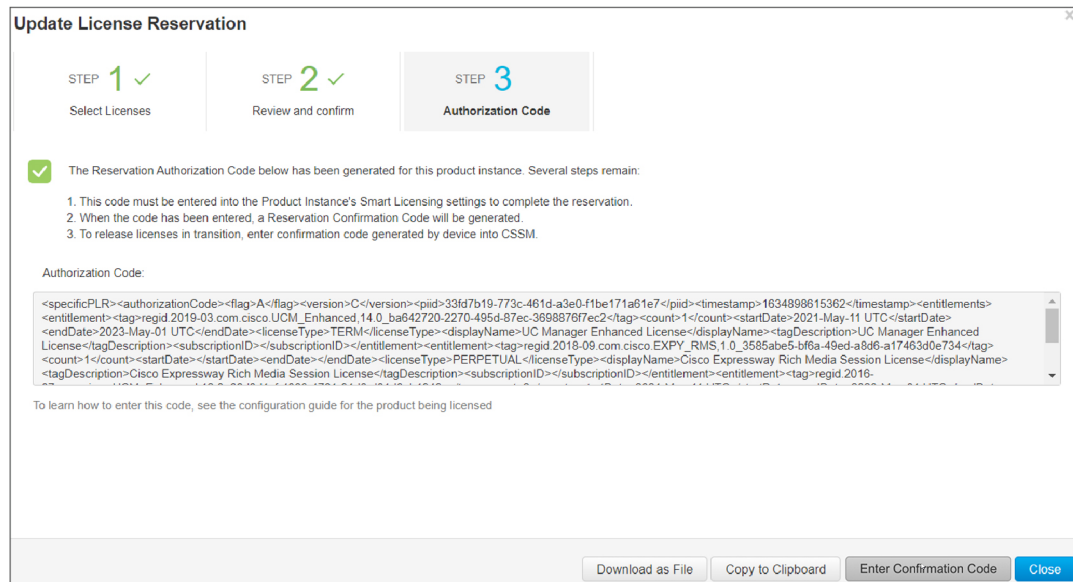 Update License Reservation
STEP 1
Select Licenses
STEP 2
Review and confirm
STEP 3
Authorization Code
The Reservation Authorization Code below has been generated for this product instance. Several steps remain:
1. This code must be entered into the Product Instance's Smart Licensing settings to complete the reservation.
2. When the code has been entered, a Reservation Confirmation Code will be generated.
3. To release licenses in transition, enter confirmation code generated by device into CSSM.
Authorization Code:
<specificPLR><authorizationCode><flag>A</flag><version>C</version><piid>33fd7b19-773c-461d-a3e0-f1be171a61e7</piid><timestamp>1634898615362</timestamp><entitlements>
<entitlement><tag>regid.2019-03.com.cisco.UCM_Enhanced,14.0_ba642720-2270-495d-87ec-3698876f7ec2</tag><count>1</count><startDate>2021-May-11 UTC</startDate>
<endDate>2023-May-01 UTC</endDate><licenseType>TERM</licenseType><displayName>UC Manager Enhanced License</displayName><tagDescription>UC Manager Enhanced
License</tagDescription><subscriptionID></subscriptionID></entitlement><entitlement><tag>regid.2018-09.com.cisco.EXPY_RMS,1.0_3585abe5-bf6a-49ed-a8d6-a17463d0e734</tag>
<count>1</count><startDate></startDate><endDate></endDate><licenseType>PERPETUAL</licenseType><displayName>Cisco Expressway Rich Media Session License</displayName>
<tagDescription>Cisco Expressway Rich Media Session License</tagDescription><subscriptionID></subscriptionID></entitlement><entitlement><tag>regid.2016-
To learn how to enter this code, see the configuration guide for the product being licensed
Download as File
Copy to Clipboard
Enter Confirmation Code
Close